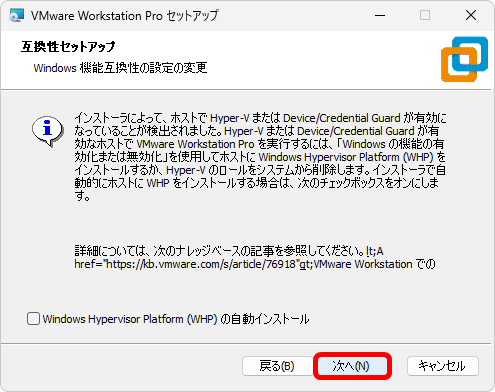 VMware Workstation Pro セットアップ
互換性セットアップ
Windows 機能互換性の設定の変更
インストーラによって、ホストで Hyper-V または Device/Credential Guard が有効に
なっていることが検出されました。Hyper-V または Device/Credential Guard が有
効なホストで VMware Workstation Pro を実行するには、「Windows の機能の有
効化または無効化」を使用してホストに Windows Hypervisor Platform (WHP) を
インストールするか、Hyper-V のロールをシステムから削除します。インストーラで自
動的にホストに WHP をインストールする場合は、次のチェックボックスをオンにしま
す。
詳細については、次のナレッジベースの記事を参照してください。!t;A
href="https://kb.vmware.com/s/article/76918"gt;VMware Workstation での
Windows Hypervisor Platform (WHP) の自動インストール
戻る(B)
次へ(N)
キャンセル